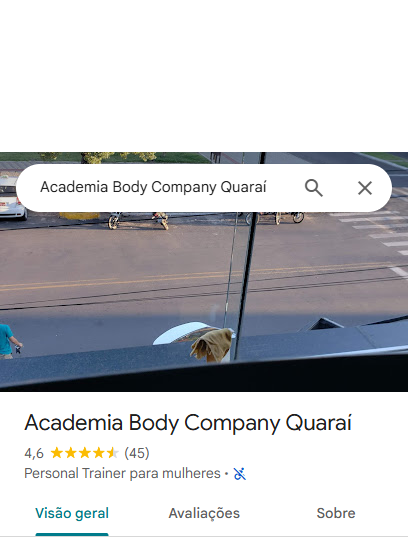 Academia Body Company Quaraí
Academia Body Company Quaraí
4,6 (45)
Personal Trainer para mulheres ·
Visão geral Avaliações Sobre